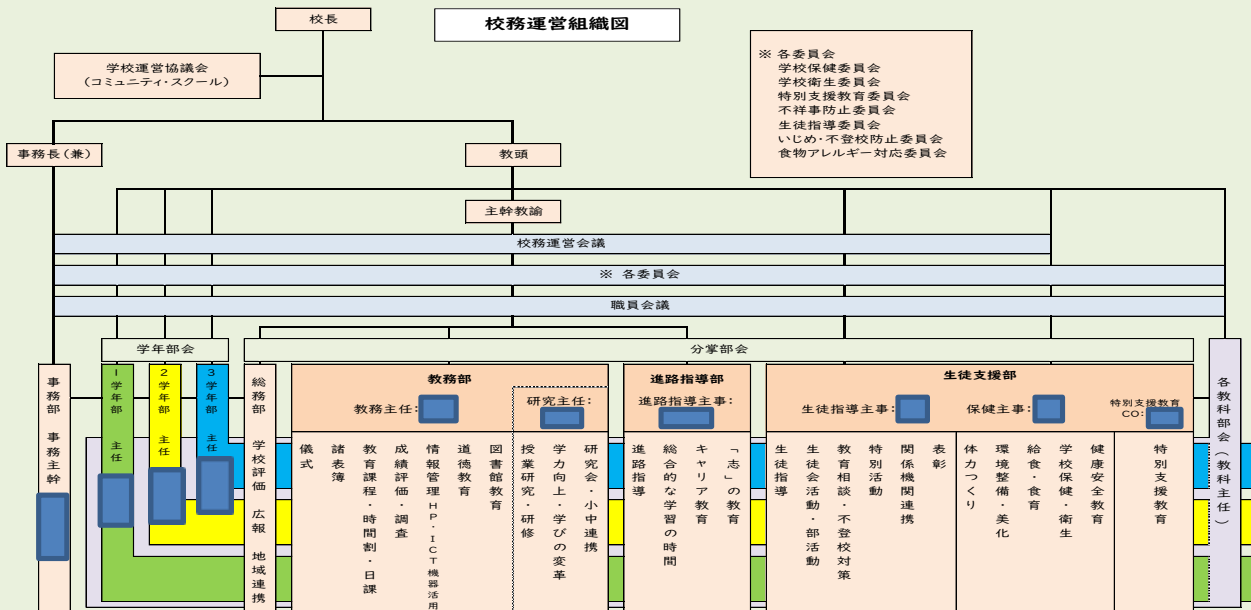 校務運営組織図
校長
学校運営協議会
(コミュニティ・スクール)
※ 各委員会
学校保健委員会
学校衛生委員会
特別支援教育委員会
不祥事防止委員会
生徒指導委員会
いじめ・不登校防止委員会
食物アレルギー対応委員会
事務長(兼)
教頭
主幹教諭
校務運営会議
※ 各委員会
職員会議
学年部会
分掌部会
事務部 事務主幹
1学年部 主任
2学年部 主任
3学年部 主任
総務部 学校評価 広報 地域連携
教務部
教務主任:
研究主任:
儀式
諸表簿
教育課程・時間割・日課
成績評価・調査
情報管理・HP・ICT機器活用
道徳教育
図書館教育
授業研究・研修
学力向上・学びの変革
研究会・小中連携
進路指導部
進路指導主事:
進路指導
総合的な学習の時間
キャリア教育
「志」の教育
生徒支援部
生徒指導主事:
保健主事:
特別支援教育
CO:
生徒指導
生徒会活動・部活動
教育相談・不登校対策
特別活動
関係機関連携
表彰
体力つくり
環境整備・美化
給食・食育
学校保健・衛生
健康安全教育
特別支援教育
各教科部会(教科主任)